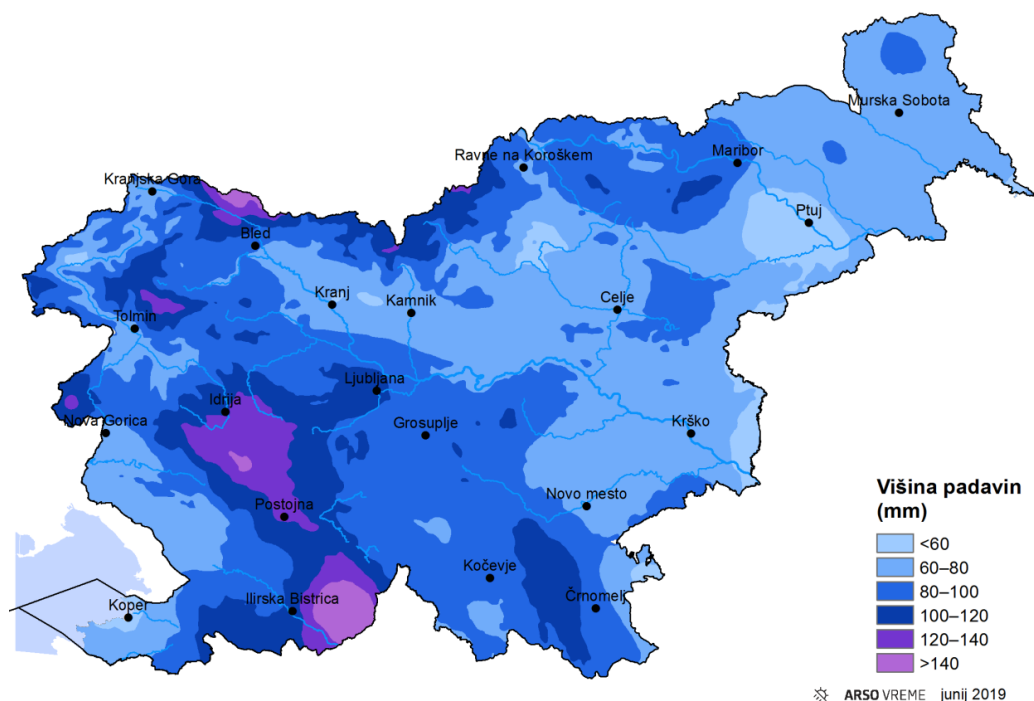 Murska Sobota
Ravne na Koroškem
Maribor
Kranjska Gora
Ptuj
Bled
Kranj
Kamnik
Celje
Tolmin
Ljubljana
Idrija
Nova Gorica
Grosuplje
Krško
Višina padavin
(mm)
Novo mesto
Postojna
<60
60–80
Kočevje
80–100
Koper
Ilirska Bistrica
Črnomelj
100–120
120–140
>140
ARSO VREME junij 2019